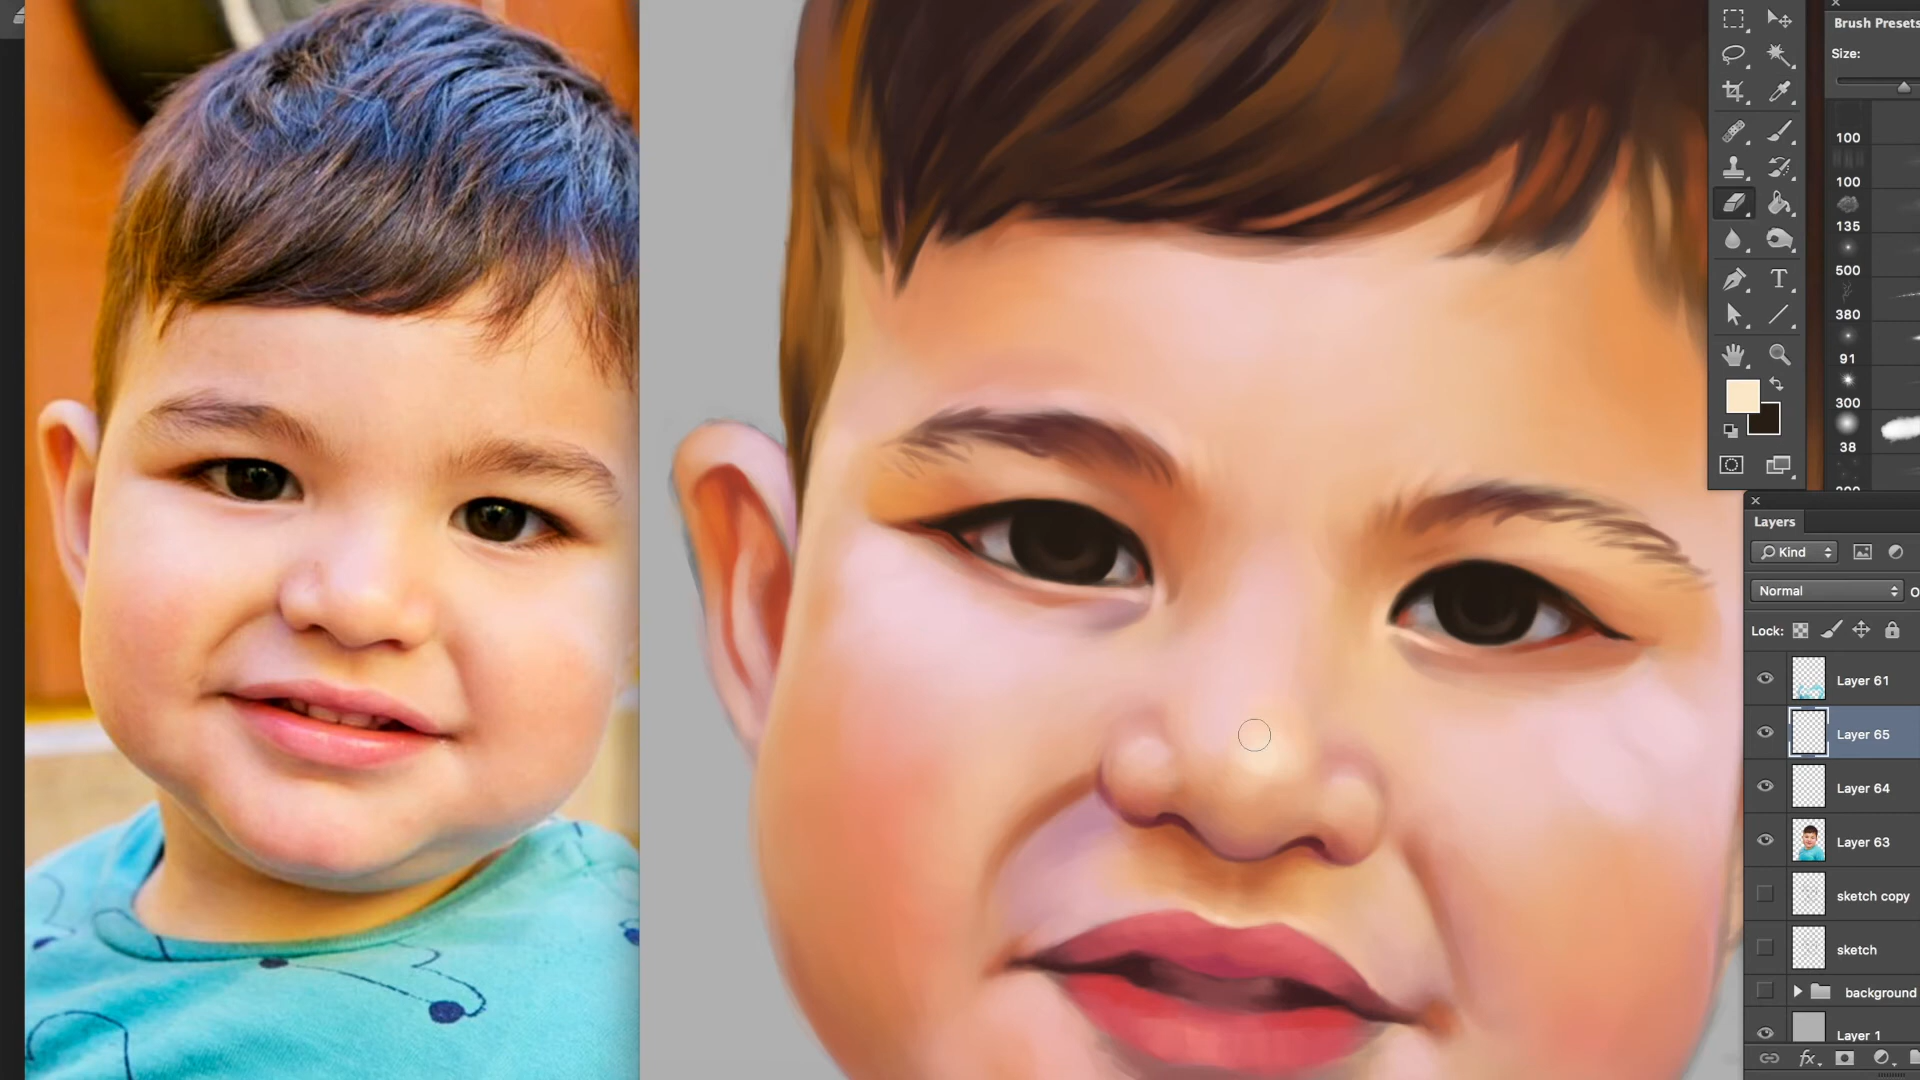 Brush Presets
Size:
100
100
135
500
380
91
300
38
Layers
Kind
Normal
Lock:
Layer 61
Layer 65
Layer 64
Layer 63
sketch copy
sketch
background
Layer 1
fx